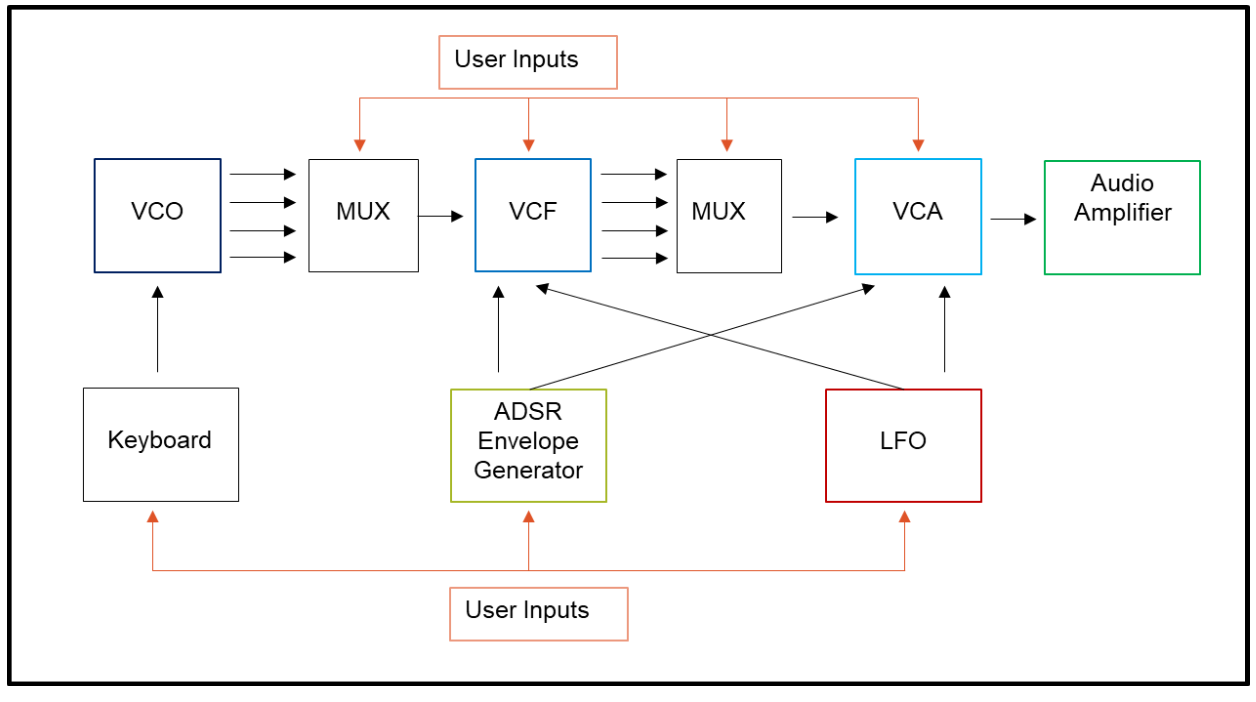 User Inputs
VCO
MUX
VCF
MUX
VCA
Audio
Amplifier
Keyboard
ADSR
Envelope
Generator
LFO
User Inputs